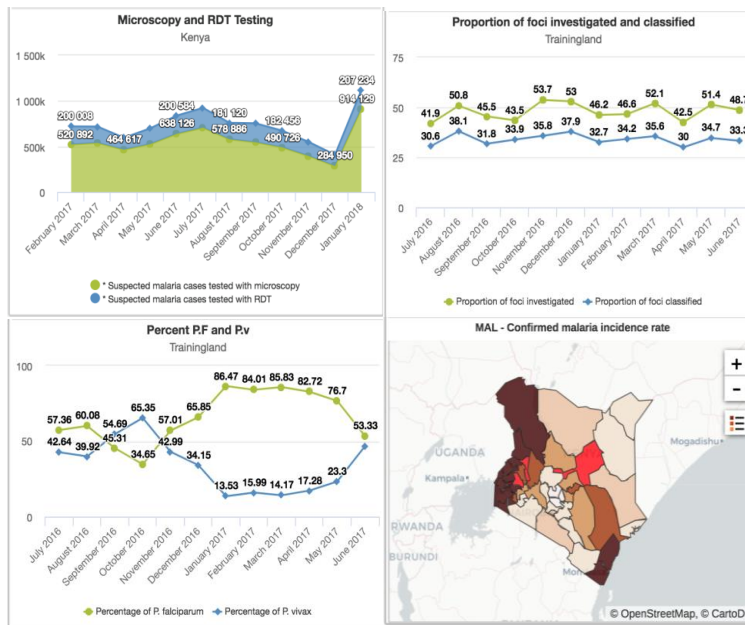 Microscopy and RDT Testing
Kenya
1 500k
1 000k
500k
0
200 008
520 892
464 617
200 584
638 126
181 120
578 886
182 456
490 726
284 950
207 234
914 129
February 2017
March 2017
April 2017
May 2017
June 2017
July 2017
August 2017
September 2017
October 2017
November 2017
December 2017
January 2018
* Suspected malaria cases tested with microscopy
* Suspected malaria cases tested with RDT
Proportion of foci investigated and classified
Trainingland
75
50
25
0
41.9 50.8 45.5 43.5 53.7 53 46.2 46.6 52.1 42.5 51.4 48.
30.6 38.1 31.8 33.9 35.8 37.9 32.7 34.2 35.6 30 34.7 33.
July 2016
August 2016
September 2016
October 2016
November 2016
December 2016
January 2017
February 2017
March 2017
April 2017
May 2017
June 2017
Proportion of foci investigated Proportion of foci classified
Percent P.F and P.v
Trainingland
100
50
0
57.36 60.08 45.31 34.65 57.01 65.85 86.47 84.01 85.83 82.72 76.7 53.33
42.64 39.92 54.69 65.35 42.99 34.15 13.53 15.99 14.17 17.28 23.3
July 2016
August 2016
September 2016
October 2016
November 2016
December 2016
January 2017
February 2017
March 2017
April 2017
May 2017
June 2017
Percentage of P. falciparum Percentage of P. vivax
MAL - Confirmed malaria incidence rate
+
-
UGANDA
Kampala
Mogadishu
RWANDA
BURUNDI
Mom
© OpenStreetMap, © CartoD